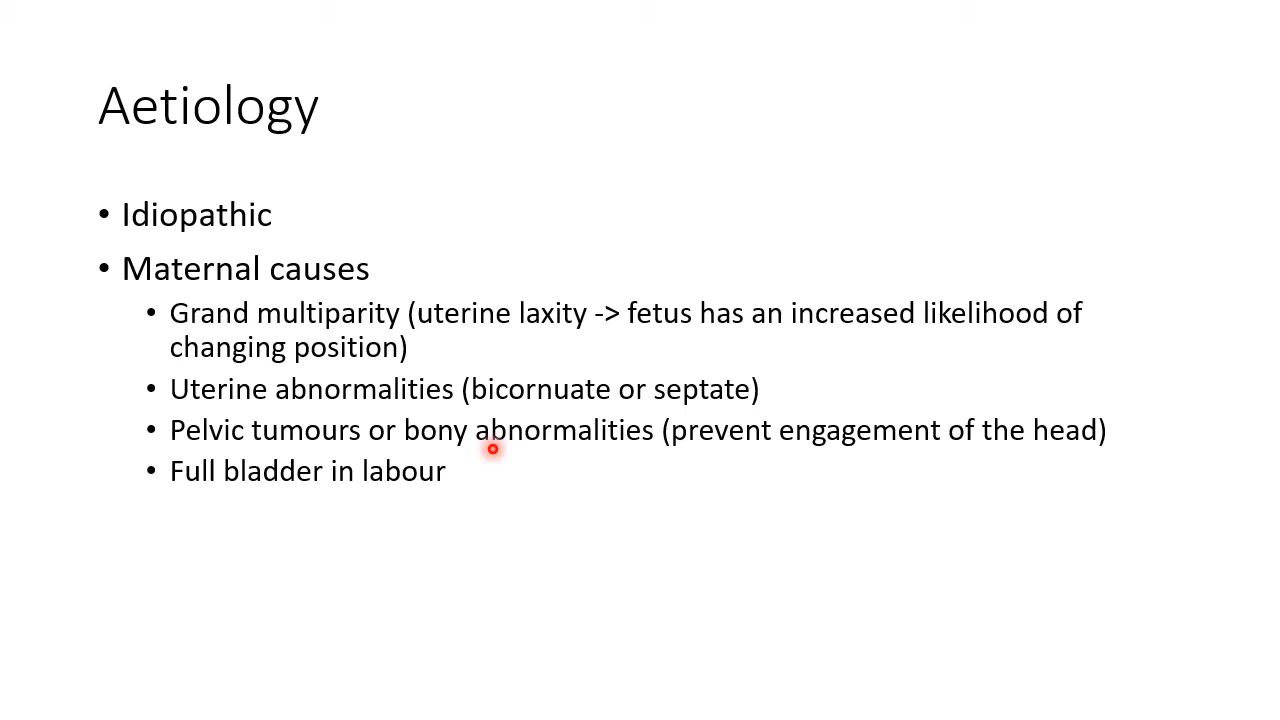 Aetiology
• Idiopathic
• Maternal causes
• Grand multiparity (uterine laxity -> fetus has an increased likelihood of
changing position)
• Uterine abnormalities (bicornuate or septate)
• Pelvic tumours or bony abnormalities (prevent engagement of the head)
• Full bladder in labour